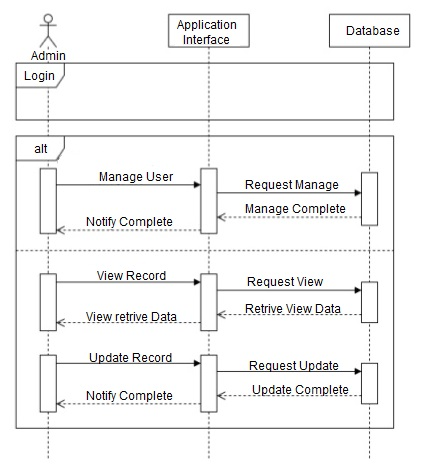 Application
Interface
Database
Admin
Login
alt
Manage User
Request Manage
Manage Complete
Notify Complete
View Record
Request View
Retrive View Data
View retrive Data
Update Record
Request Update
Update Complete
Notify Complete